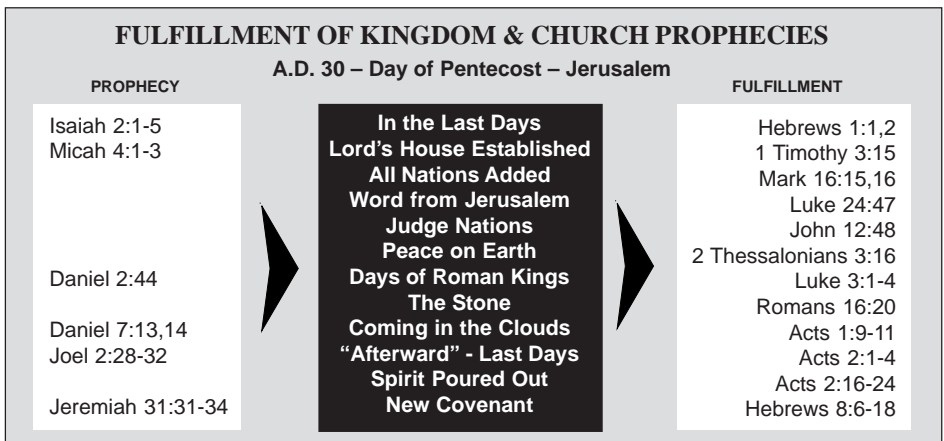 FULFILLMENT OF KINGDOM & CHURCH PROPHECIES
A.D. 30 – Day of Pentecost – Jerusalem
PROPHECY
Isaiah 2:1-5
Micah 4:1-3
Daniel 2:44
Daniel 7:13,14
Joel 2:28-32
Jeremiah 31:31-34
In the Last Days
Lord's House Established
All Nations Added
Word from Jerusalem
Judge Nations
Peace on Earth
Days of Roman Kings
The Stone
Coming in the Clouds
“Afterward” - Last Days
Spirit Poured Out
New Covenant
FULFILLMENT
Hebrews 1:1,2
1 Timothy 3:15
Mark 16:15,16
Luke 24:47
John 12:48
2 Thessalonians 3:16
Luke 3:1-4
Romans 16:20
Acts 1:9-11
Acts 2:1-4
Acts 2:16-24
Hebrews 8:6-18